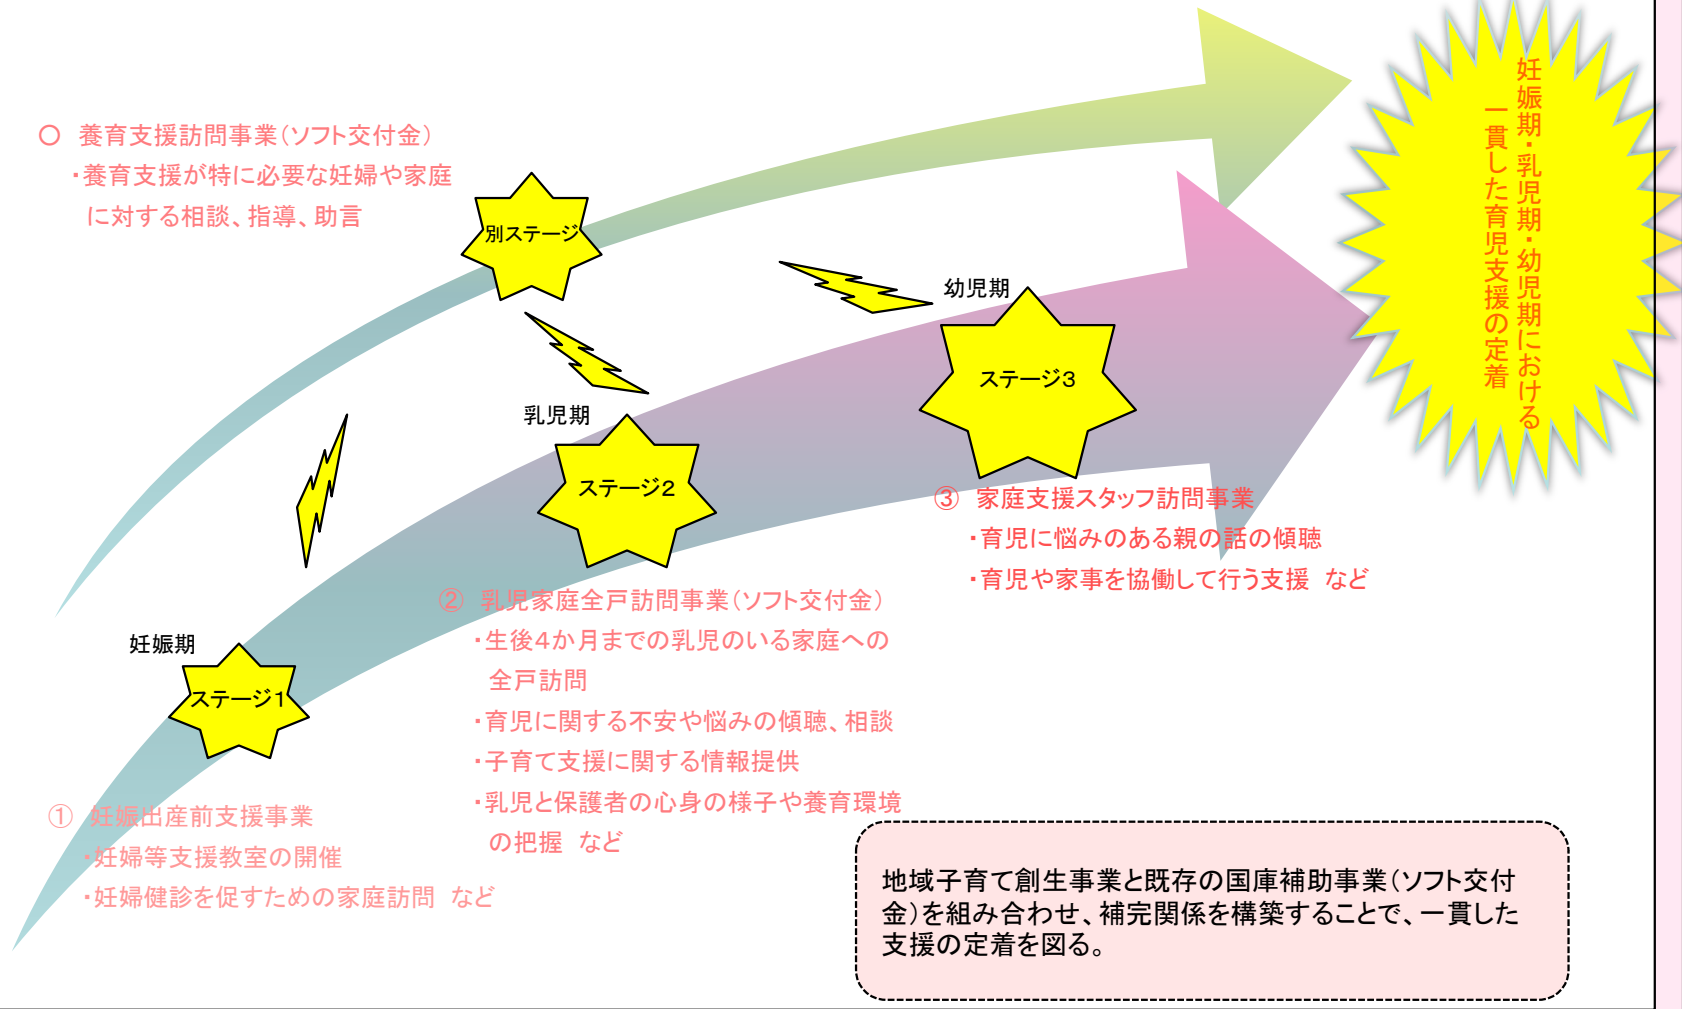 ○ 養育支援訪問事業(ソフト交付金)
・養育支援が特に必要な妊婦や家庭
に対する相談、指導、助言
別ステージ
妊娠期・乳児期・幼児期における
一貫した育児支援の定着
幼児期
ステージ3
③ 家庭支援スタッフ訪問事業
・育児に悩みのある親の話の傾聴
・育児や家事を協働して行う支援 など
乳児期
ステージ2
② 乳児家庭全戸訪問事業(ソフト交付金)
・生後4か月までの乳児のいる家庭への
全戸訪問
・育児に関する不安や悩みの傾聴、相談
・子育て支援に関する情報提供
・乳児と保護者の心身の様子や養育環境
の把握 など
妊娠期
ステージ1
① 妊娠出産前支援事業
・妊婦等支援教室の開催
・妊婦健診を促すための家庭訪問 など
地域子育て創生事業と既存の国庫補助事業(ソフト交付
金)を組み合わせ、補完関係を構築することで、一貫した
支援の定着を図る。